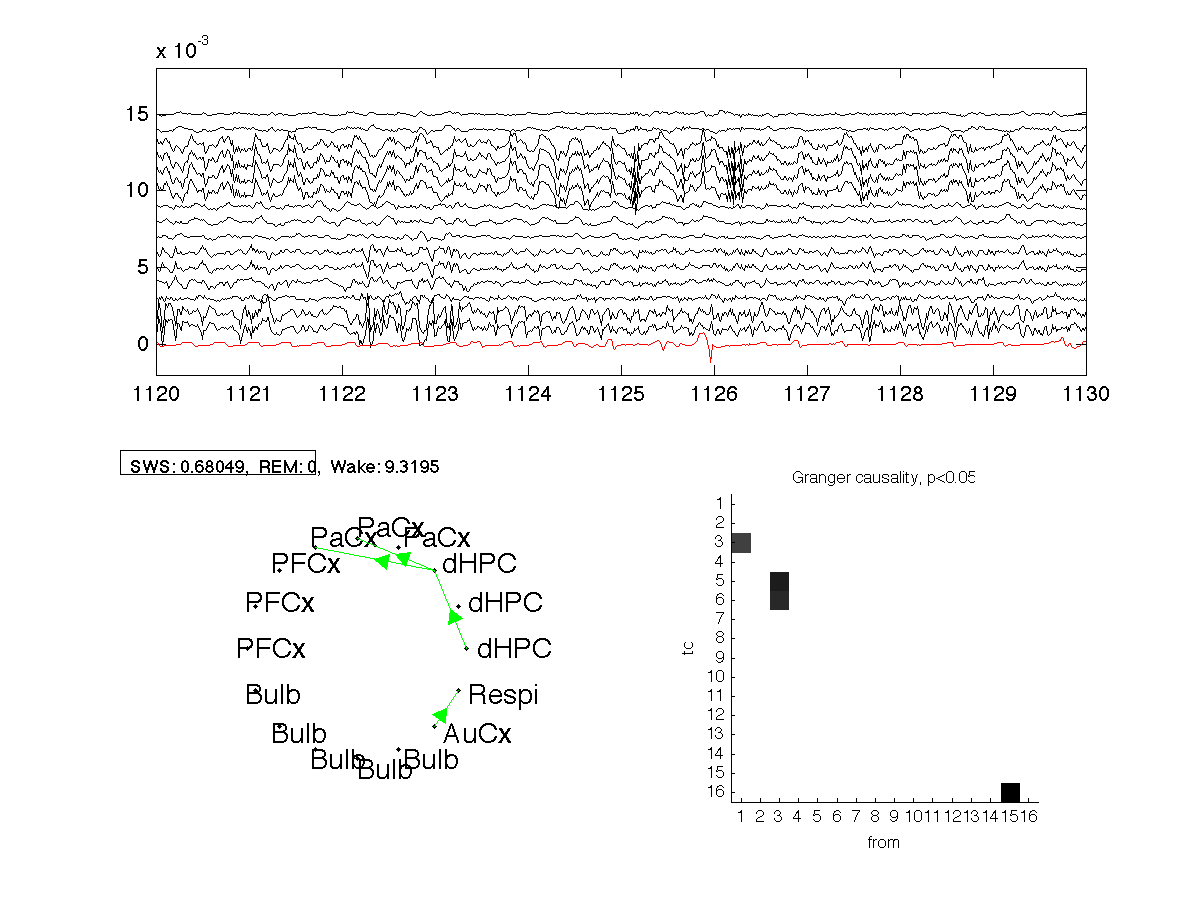 x 10-3
15
10
5
0
1120 1121 1122 1123 1124 1125 1126 1127 1128 1129 1130
SWS: 0.68049, REM: 0, Wake: 9.3195
Granger causality, p<0.05
PaCx
PaCx PaCx
PFCx dHPC
PFCx dHPC
PFCx dHPC
Bulb Respi
Bulb AuCx
Bulb Bulb
Bulb
1
2
3
4
5
6
7
8
9
10
11
12
13
14
15
16
to
1 2 3 4 5 6 7 8 9 10 11 12 13 14 15 16
from